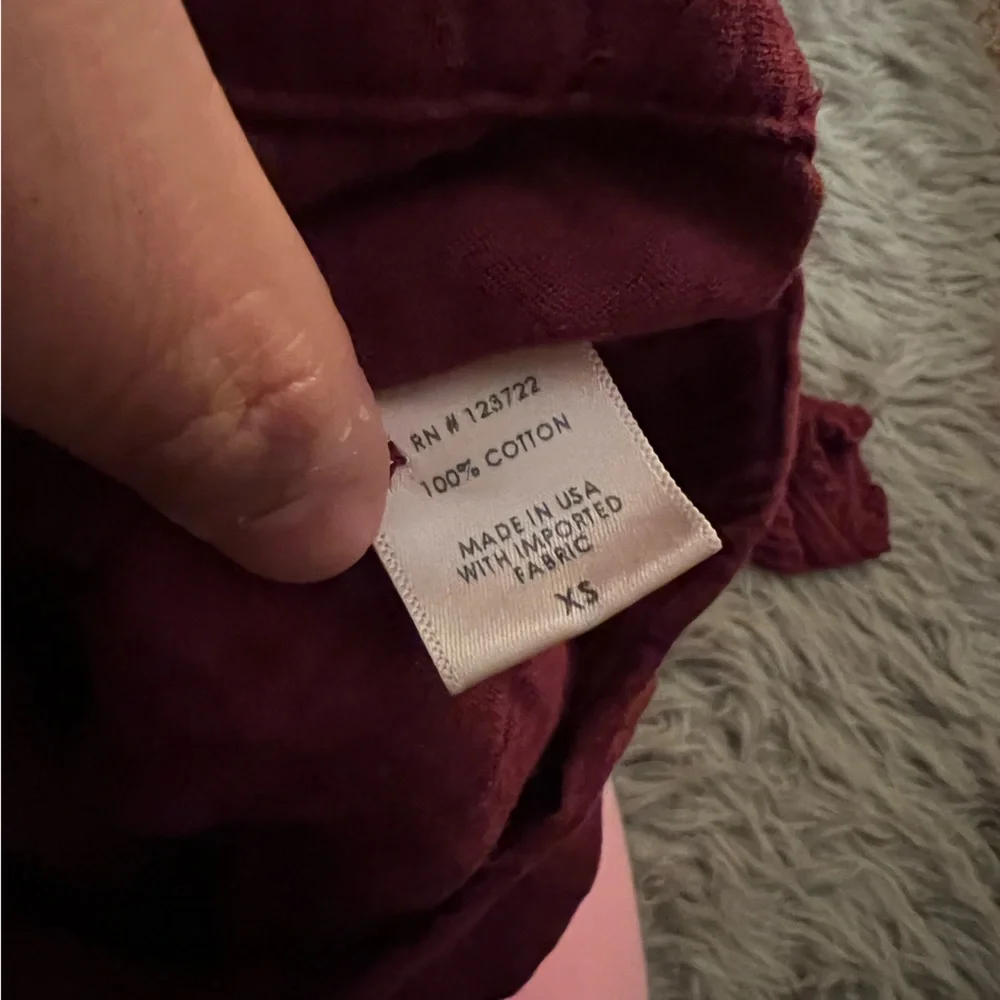 RN # 123722
100% COTTON
MADE IN USA
WITH IMPORTED
FABRIC
XS